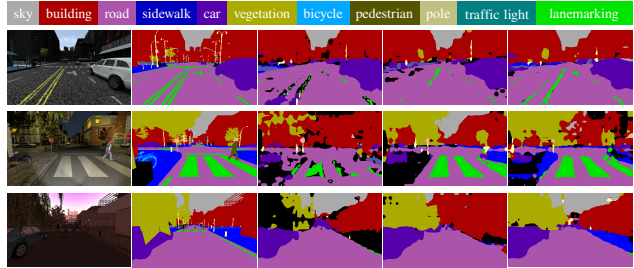 sky building road sidewalk car vegetation bicycle pedestrian pole traffic light lanemarking